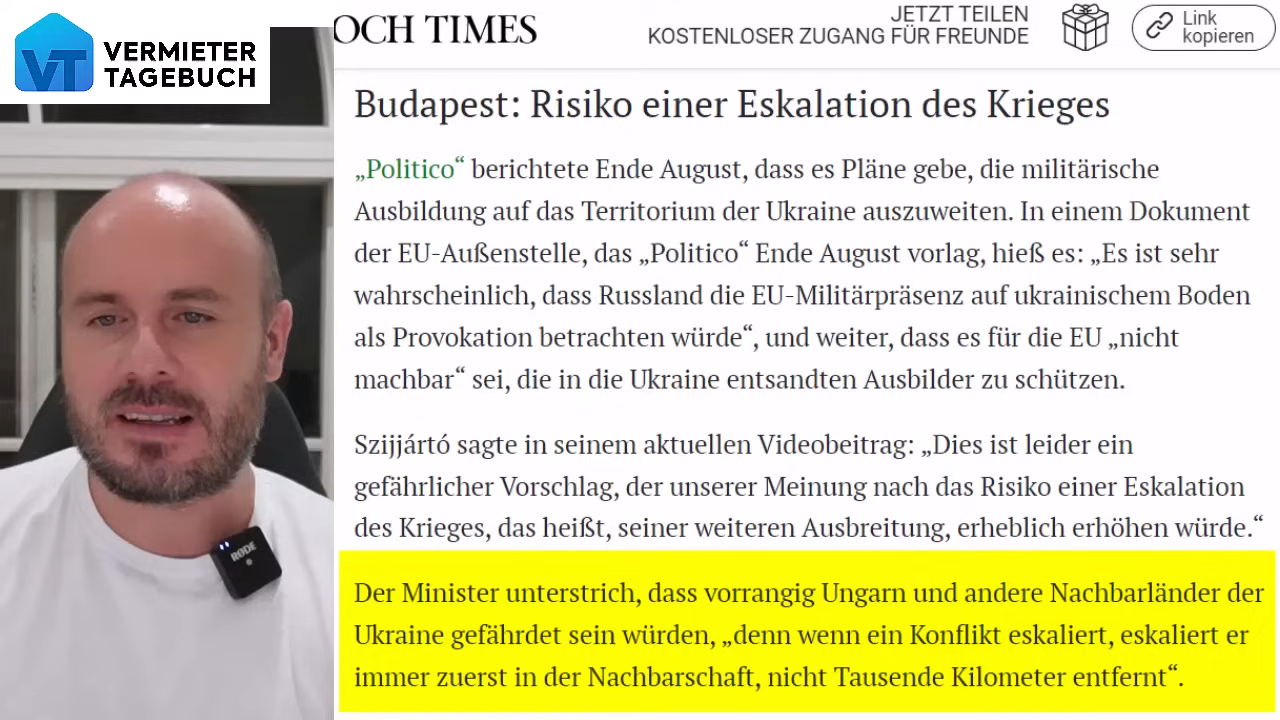 VT VERMIETER
TAGEBUCH
OCH TIMES
JETZT TEILEN
KOSTENLOSER ZUGANG FÜR FREUNDE
Link
kopieren
Budapest: Risiko einer Eskalation des Krieges
„Politico“ berichtete Ende August, dass es Pläne gebe, die militärische
Ausbildung auf das Territorium der Ukraine auszuweiten. In einem Dokument
der EU-Außenstelle, das „Politico“ Ende August vorlag, hieß es: „Es ist sehr
wahrscheinlich, dass Russland die EU-Militärpräsenz auf ukrainischem Boden
als Provokation betrachten würde“, und weiter, dass es für die EU „nicht
machbar“ sei, die in die Ukraine entsandten Ausbilder zu schützen.
Szijjártó sagte in seinem aktuellen Videobeitrag: „Dies ist leider ein
gefährlicher Vorschlag, der unserer Meinung nach das Risiko einer Eskalation
des Krieges, das heißt, seiner weiteren Ausbreitung, erheblich erhöhen würde.“
Der Minister unterstrich, dass vorrangig Ungarn und andere Nachbarländer der
Ukraine gefährdet sein würden, „denn wenn ein Konflikt eskaliert, eskaliert er
immer zuerst in der Nachbarschaft, nicht Tausende Kilometer entfernt“.
RØDE